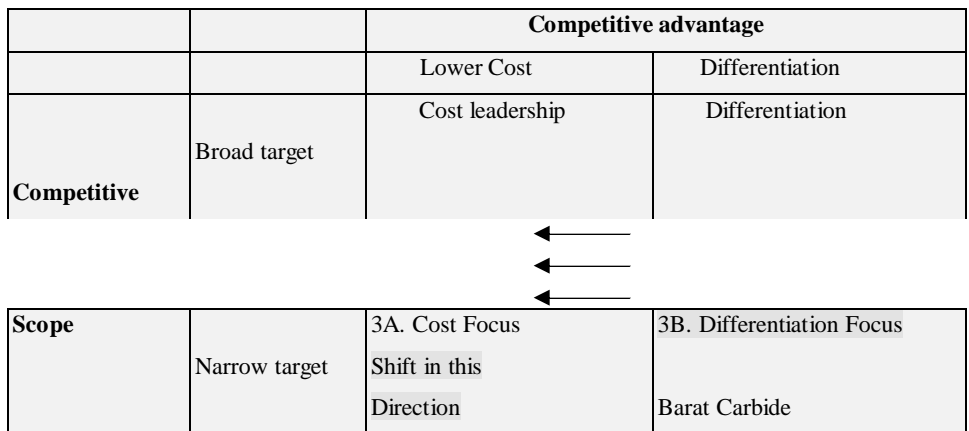 Competitive advantage
Lower Cost Differentiation
Cost leadership Differentiation
Broad target
Competitive
Scope 3A. Cost Focus 3B. Differentiation Focus
Narrow target Shift in this
Direction Barat Carbide